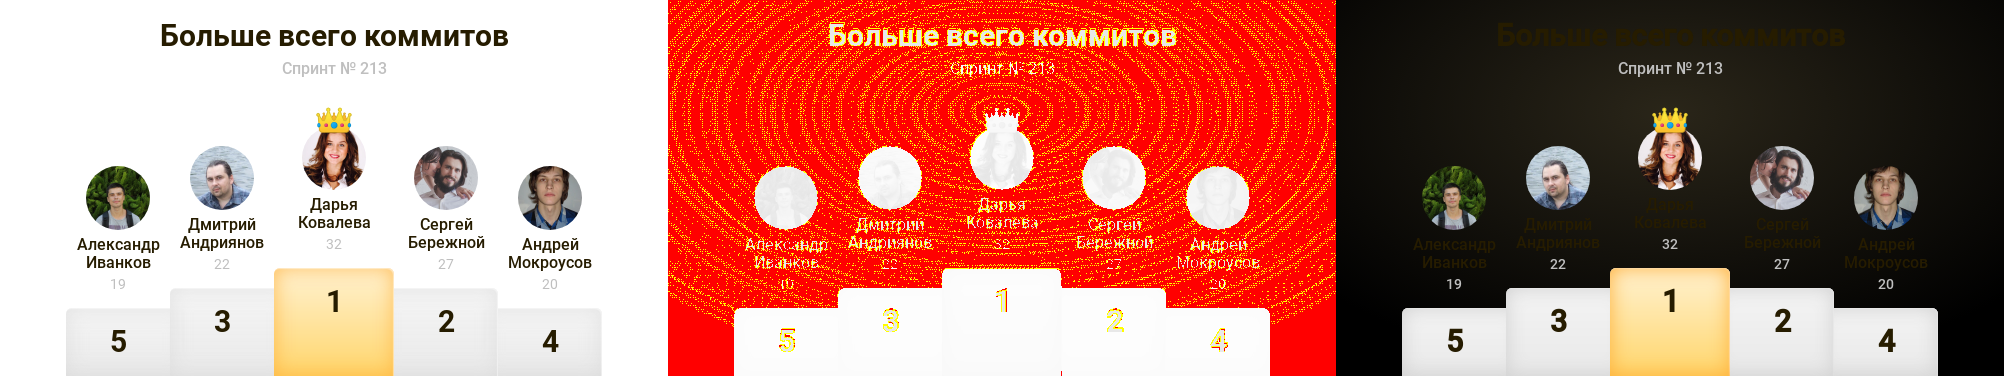 Больше всего коммитов
Спринт № 213
Александр
Иванков
19
Дмитрий
Андриянов
22
Дарья
Ковалева
32
Сергей
Бережной
27
Андрей
Мокроусов
20
5
3
1
2
4
Больше всего коммитов
Спринт № 213
Александр
Иванков
19
Дмитрий
Андриянов
22
Дарья
Ковалева
32
Сергей
Бережной
27
Андрей
Мокроусов
20
5
3
1
2
4
Больше всего коммитов
Спринт № 213
Александр
Иванков
19
Дмитрий
Андриянов
22
Дарья
Ковалева
32
Сергей
Бережной
27
Андрей
Мокроусов
20
5
3
1
2
4